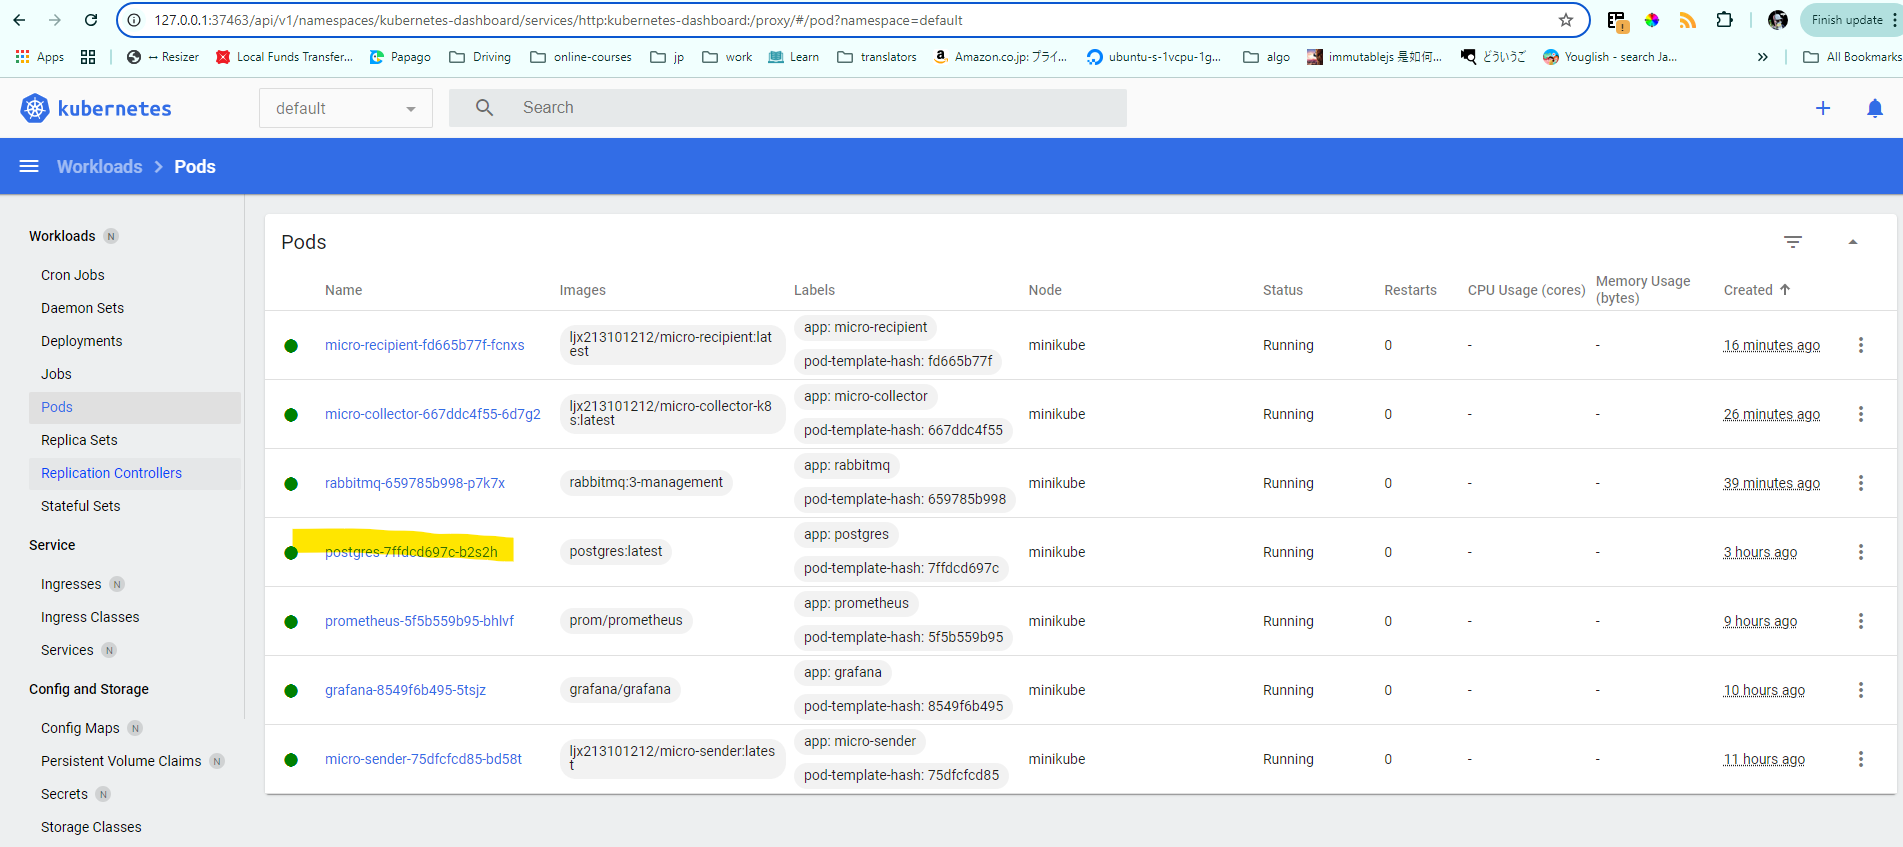 127.0.0.1:37463/api/v1/namespaces/kubernetes-dashboard/services/http:kubernetes-dashboard:/proxy/#/pod?namespace=default
Finish update
Apps
↔ Resizer
Local Funds Transfer...
Papago
Driving
online-courses
jp
work
Learn
translators
Amazon.co.jp: プライ...
ubuntu-s-1vcpu-1g...
algo
immutablejs 是如何...
どういうご
Youglish - search Ja...
»
All Bookmarks
kubernetes
default
Search
Workloads > Pods
Workloads N
Cron Jobs
Daemon Sets
Deployments
Jobs
Pods
Replica Sets
Replication Controllers
Stateful Sets
Service
Ingresses N
Ingress Classes
Services N
Config and Storage
Config Maps N
Persistent Volume Claims N
Secrets N
Storage Classes
Pods
Name Images Labels Node Status Restarts CPU Usage (cores) Memory Usage (bytes) Created
micro-recipient-fd665b77f-fcnxs
ljx213101212/micro-recipient:lat
est
app: micro-recipient
pod-template-hash: fd665b77f
minikube Running 0 - - 16 minutes ago
micro-collector-667ddc4f55-6d7g2
ljx213101212/micro-collector-k8
s:latest
app: micro-collector
pod-template-hash: 667ddc4f55
minikube Running 0 - - 26 minutes ago
rabbitmq-659785b998-p7k7x
rabbitmq:3-management
app: rabbitmq
pod-template-hash: 659785b998
minikube Running 0 - - 39 minutes ago
postgres-7ffdcd697c-b2s2h
postgres:latest
app: postgres
pod-template-hash: 7ffdcd697c
minikube Running 0 - - 3 hours ago
prometheus-5f5b559b95-bhlvf
prom/prometheus
app: prometheus
pod-template-hash: 5f5b559b95
minikube Running 0 - - 9 hours ago
grafana-8549f6b495-5tsjz
grafana/grafana
app: grafana
pod-template-hash: 8549f6b495
minikube Running 0 - - 10 hours ago
micro-sender-75dfcfcd85-bd58t
ljx213101212/micro-sender:lates
t
app: micro-sender
pod-template-hash: 75dfcfcd85
minikube Running 0 - - 11 hours ago